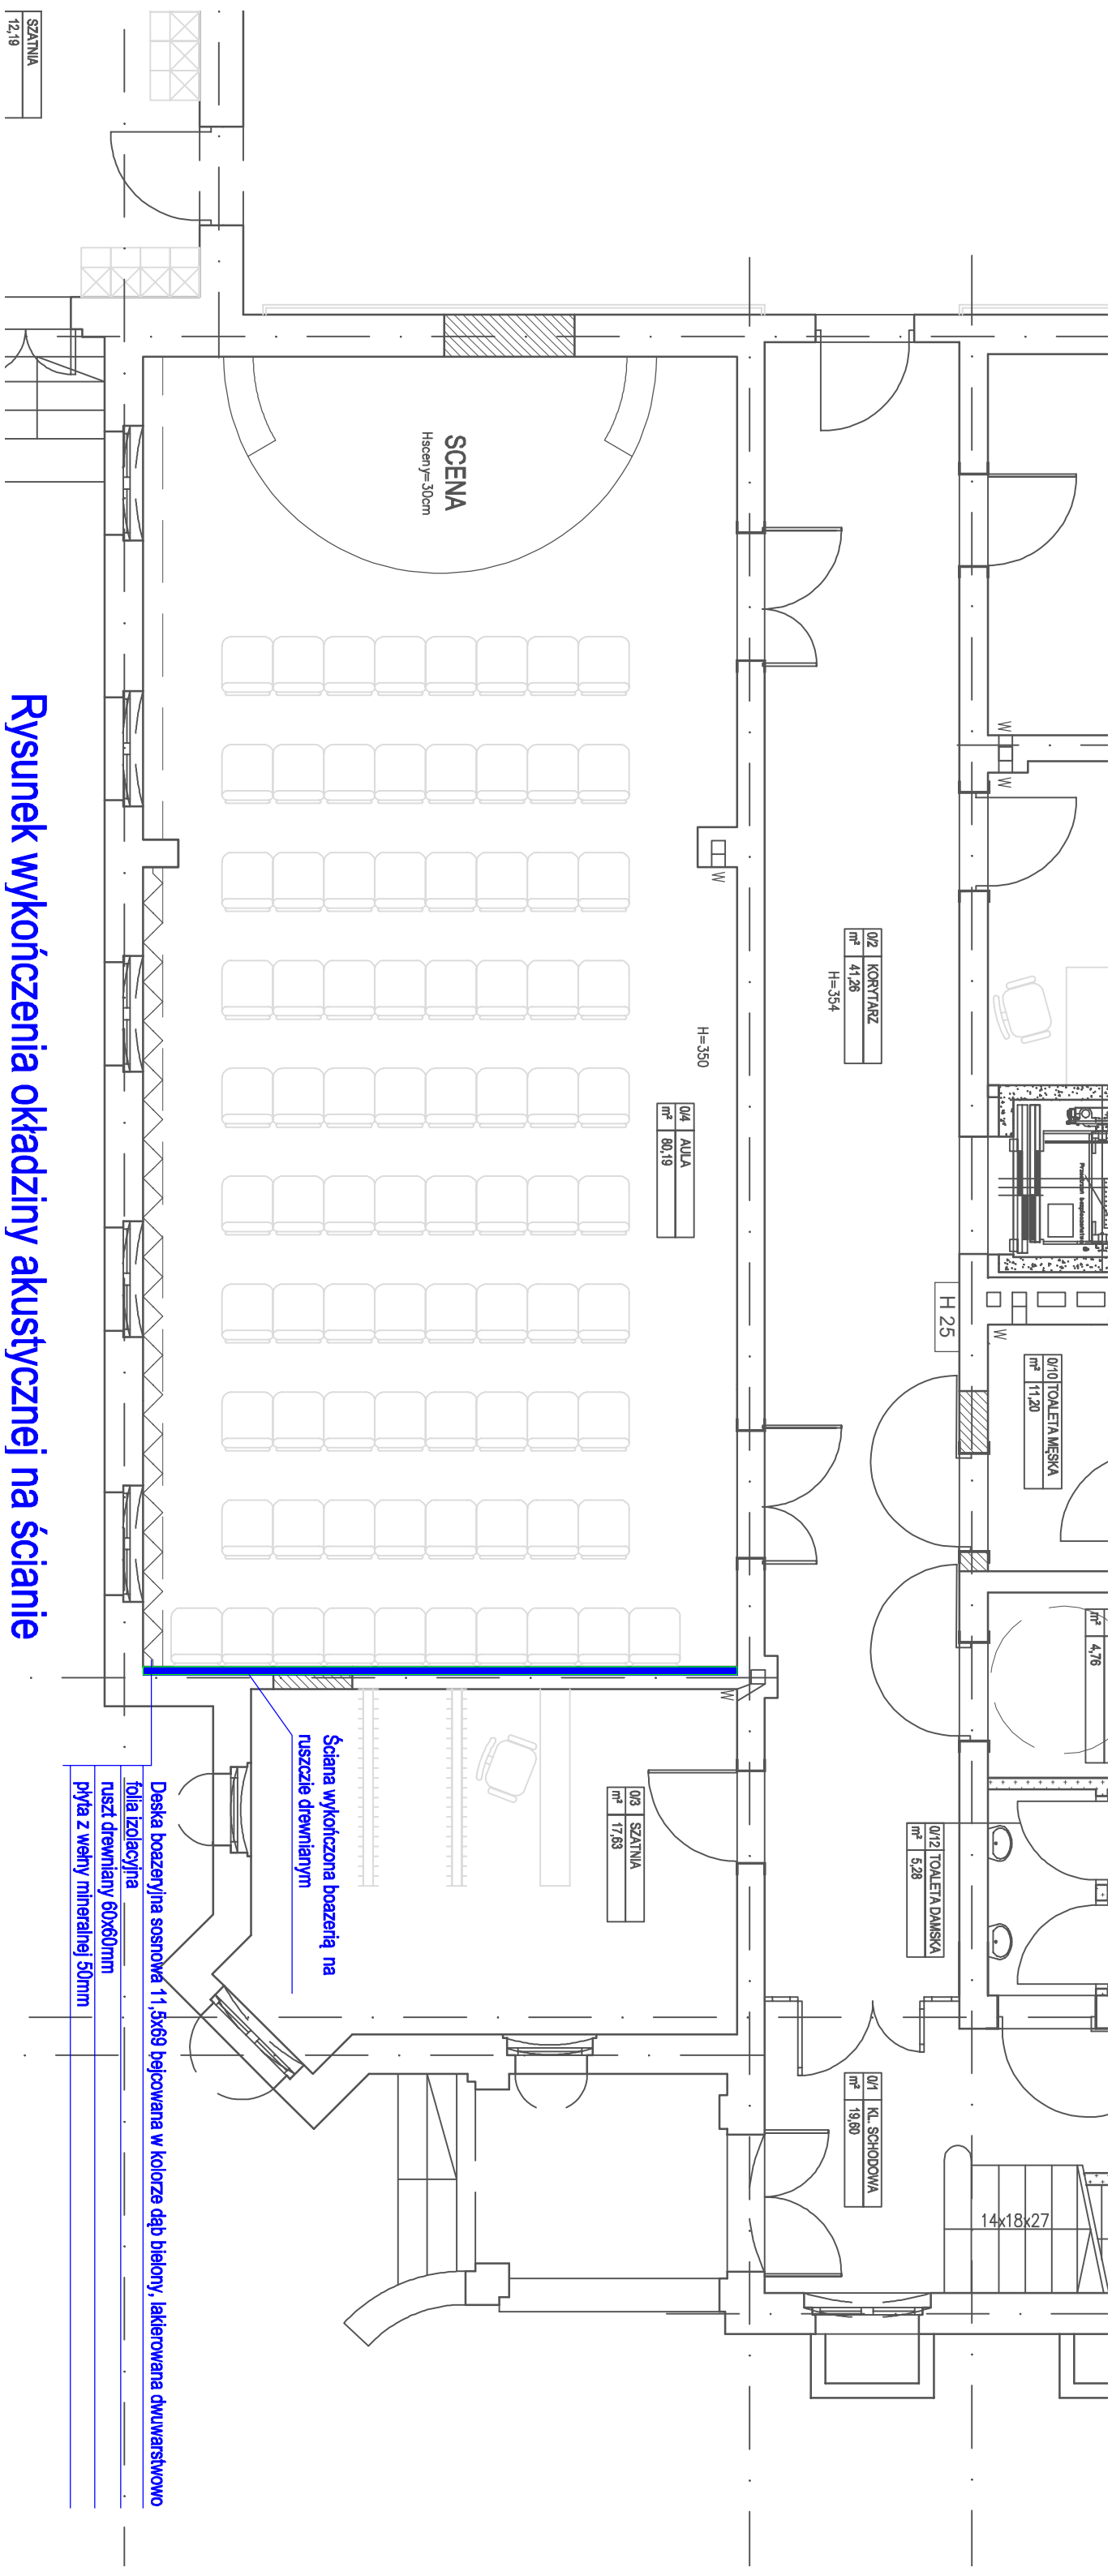 SZATNIA
12,19
SCENA
Hsceny=30cm
W
W
W
0/2 KORYTARZ
m² 41,26
H=354
H=350
0/4 AULA
m² 80,19
Przestrzeń bezpieczeństwa
H 25
W
0/10 TOALETA MĘSKA
m² 11,20
m² 4,76
W
0/3 SZATNIA
m² 17,63
0/12 TOALETA DAMSKA
m² 5,28
0/1 KL. SCHODOWA
m² 19,60
14x18x27
Ściana wykończona boazerią na
ruszczie drewnianym
Deska boazeryjna sosnowa 11,5x69 bejcowana w kolorze dąb bielony, lakierowana dwuwarstwowo
folia izolacyjna
ruszt drewniany 60x60mm
płyta z wełny mineralnej 50mm
Rysunek wykończenia okładziny akustycznej na ścianie